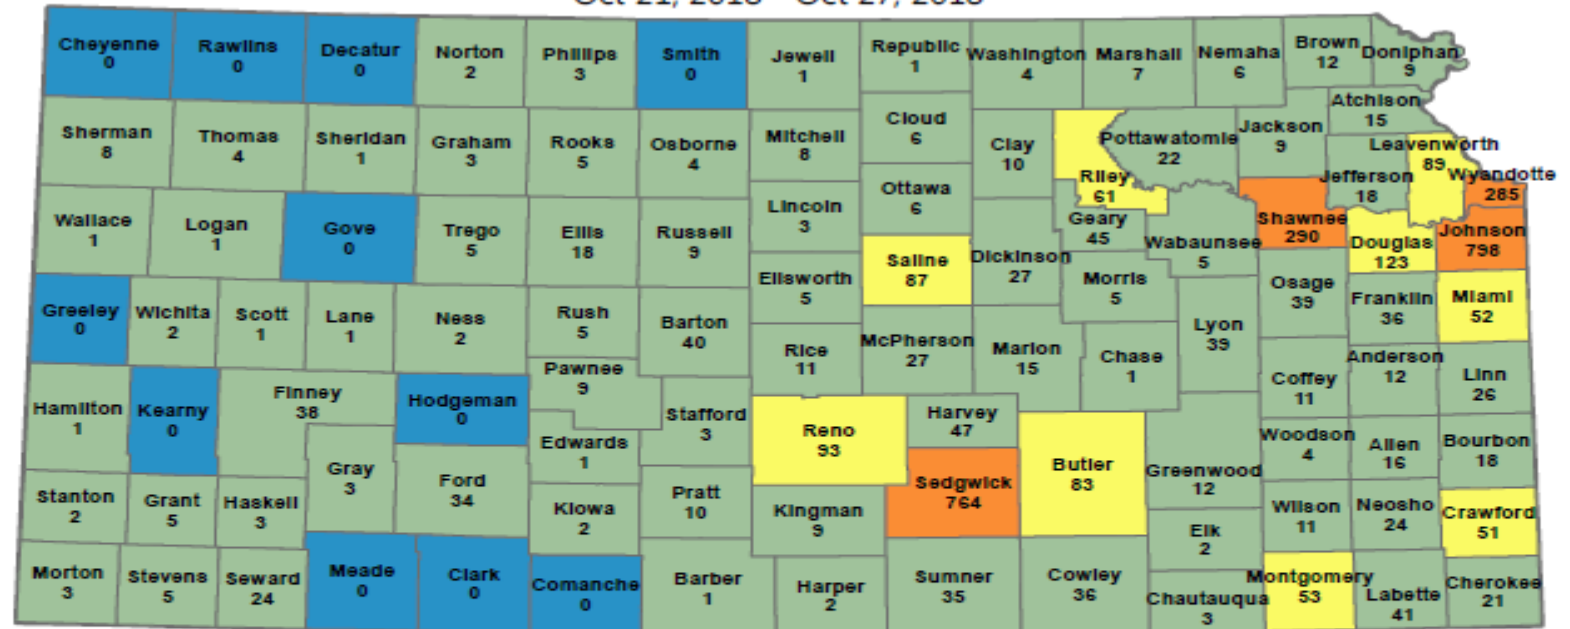 Oct 21, 2018 - Oct 27, 2018
Cheyenne
0
Rawlins
0
Decatur
0
Norton
2
Phillips
3
Smith
0
Jewell
1
Republic
1
Washington
4
Marshall
7
Nemaha
6
Brown
12
Doniphan
9
Sherman
8
Thomas
4
Sheridan
1
Graham
3
Rooks
5
Osborne
4
Mitchell
8
Cloud
6
Clay
10
Riley
61
Pottawatomie
22
Jackson
9
Atchison
15
Jefferson
18
Leavenworth
89
Wyandotte
285
Wallace
1
Logan
1
Gove
0
Trego
5
Ellis
18
Russell
9
Lincoln
3
Ottawa
6
Saline
87
Dickinson
27
Geary
45
Wabaunsee
5
Shawnee
290
Douglas
123
Johnson
798
Greeley
0
Wichita
2
Scott
1
Lane
1
Ness
2
Rush
5
Barton
40
Ellsworth
5
Rice
11
McPherson
27
Marion
15
Morris
5
Chase
1
Lyon
39
Osage
39
Franklin
36
Miami
52
Hamilton
1
Kearny
0
Finney
38
Hodgeman
0
Pawnee
9
Stafford
3
Edwards
1
Reno
93
Harvey
47
Butler
83
Greenwood
12
Coffey
11
Anderson
12
Linn
26
Woodson
4
Allen
16
Bourbon
18
Stanton
2
Grant
5
Haskell
3
Gray
3
Ford
34
Kiowa
2
Pratt
10
Kingman
9
Sedgwick
764
Elk
2
Wilson
11
Neosho
24
Crawford
51
Morton
3
Stevens
5
Seward
24
Meade
0
Clark
0
Comanche
0
Barber
1
Harper
2
Sumner
35
Cowley
36
Chautauqua
3
Montgomery
53
Labette
41
Cherokee
21